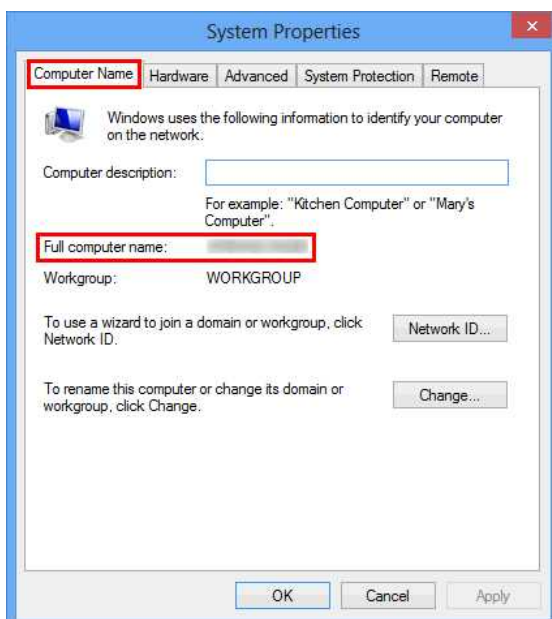 System Properties
Computer Name Hardware Advanced System Protection Remote
Windows uses the following information to identify your computer
on the network.
Computer description:
For example: "Kitchen Computer" or "Mary's
Computer".
Full computer name:
Workgroup: WORKGROUP
To use a wizard to join a domain or workgroup, click
Network ID.
Network ID...
To rename this computer or change its domain or
workgroup, click Change.
Change...
OK Cancel Apply